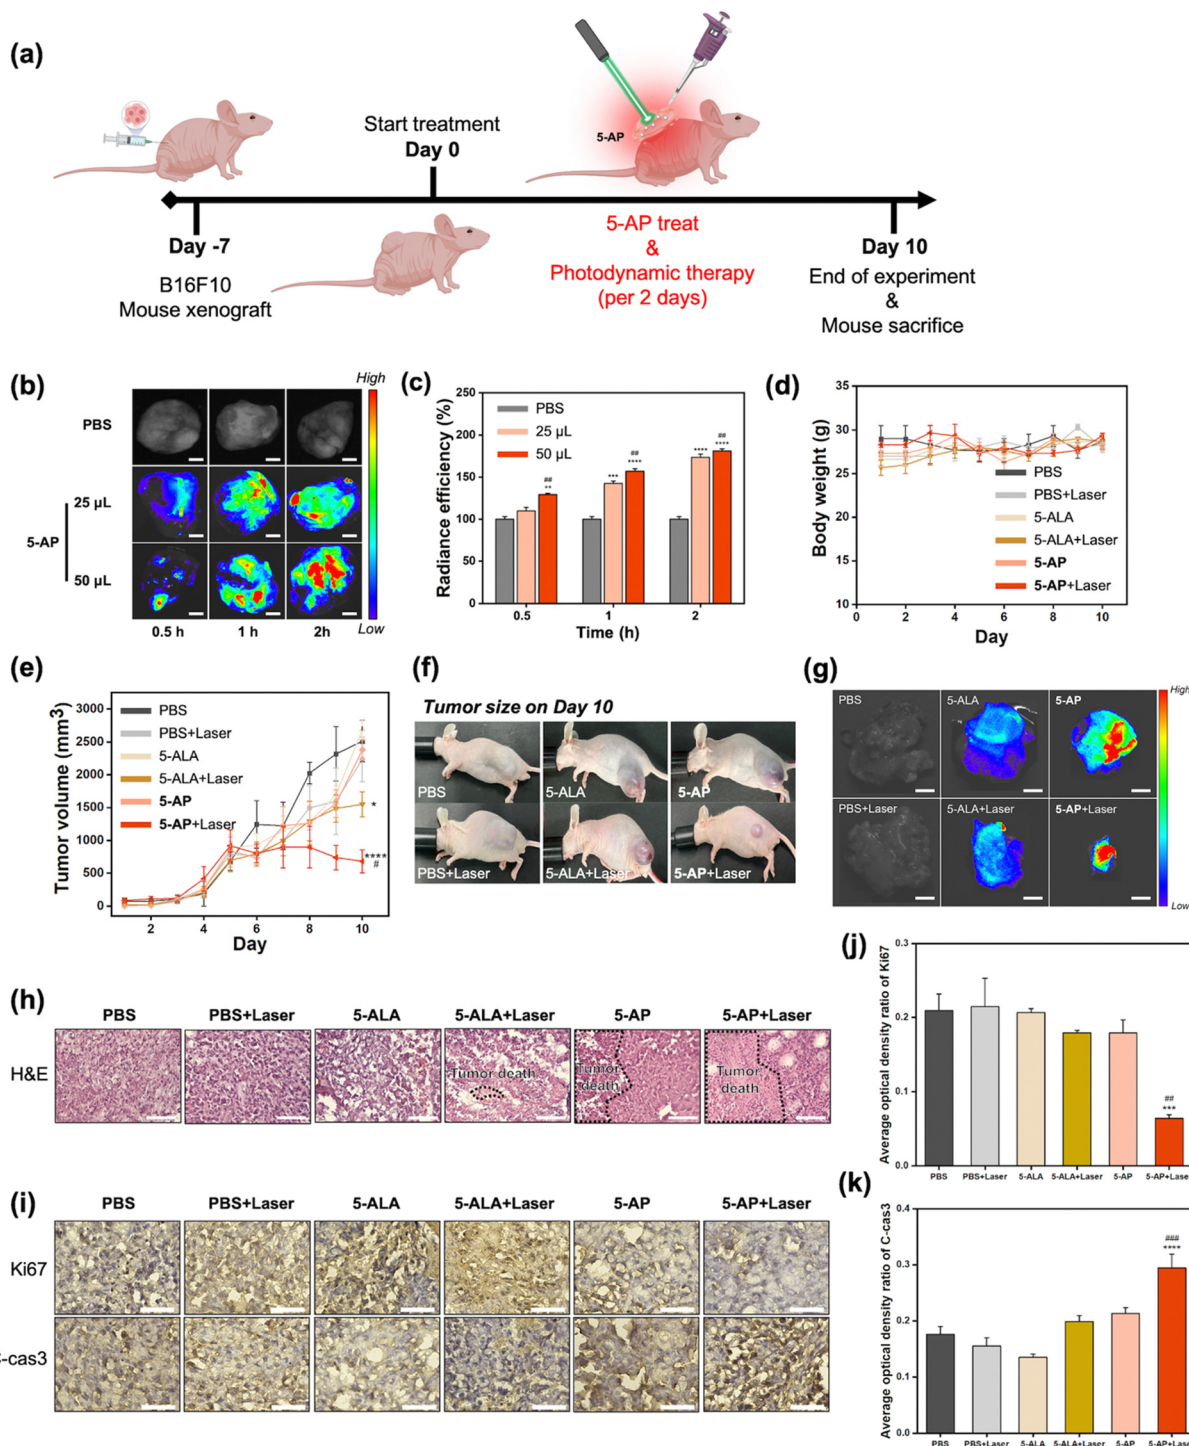 (a)
Start treatment
Day 0
5-AP
Day -7
B16F10
Mouse xenograft
5-AP treat
&
Photodynamic therapy
(per 2 days)
Day 10
End of experiment
&
Mouse sacrifice
(b)
PBS
25 µL
5-AP
50 µL
0.5 h
1 h
2h
High
Low
(c)
Radiance efficiency (%)
250
200
150
100
50
0
PBS
25 µL
50 µL
##
**
***
##
****
****
##
****
0.5
1
2
Time (h)
(d)
Body weight (g)
35
30
25
20
15
10
PBS
PBS+Laser
5-ALA
5-ALA+Laser
5-AP
5-AP+Laser
0
2
4
6
8
10
Day
(e)
Tumor volume (mm3)
3000
2500
2000
1500
1000
500
0
PBS
PBS+Laser
5-ALA
5-ALA+Laser
5-AP
5-AP+Laser
*
****
#
2
4
6
8
10
Day
(f)
Tumor size on Day 10
PBS
5-ALA
5-AP
PBS+Laser
5-ALA+Laser
5-AP+Laser
(g)
PBS
5-ALA
5-AP
PBS+Laser
5-ALA+Laser
5-AP+Laser
High
Low
(h)
PBS
PBS+Laser
5-ALA
5-ALA+Laser
5-AP
5-AP+Laser
H&E
Tumor death
Tumor
death
Tumor
death
(i)
PBS
PBS+Laser
5-ALA
5-ALA+Laser
5-AP
5-AP+Laser
Ki67
-cas3
(j)
Average optical density ratio of Ki67
0.3
0.2
0.1
0.0
##
***
PBS
PBS+Laser
5-ALA
5-ALA+Laser
5-AP
5-AP+Laser
(k)
Average optical density ratio of C-cas3
0.4
0.3
0.2
0.1
0.0
###
****
PBS
PBS+Laser
5-ALA
5-ALA+Laser
5-AP
5-AP+Laser